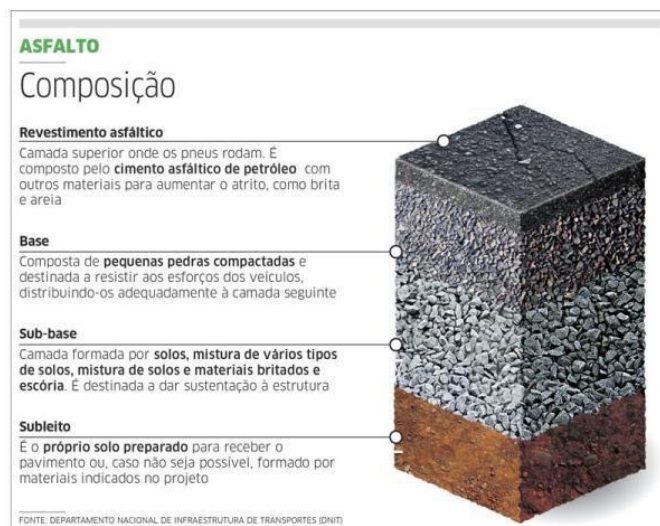 ASFALTO
Composição
Revestimento asfáltico
Camada superior onde os pneus rodam. É
composto pelo cimento asfáltico de petróleo com
outros materiais para aumentar o atrito, como brita
e areia
Base
Composta de pequenas pedras compactadas e
destinada a resistir aos esforços dos veículos,
distribuindo-os adequadamente à camada seguinte
Sub-base
Camada formada por solos, mistura de vários tipos
de solos, mistura de solos e materiais britados e
escória. É destinada a dar sustentação à estrutura
Subleito
É o próprio solo preparado para receber o
pavimento ou, caso não seja possível, formado por
materiais indicados no projeto
FONTE: DEPARTAMENTO NACIONAL DE INFRAESTRUTURA DE TRANSPORTES (DNIT)